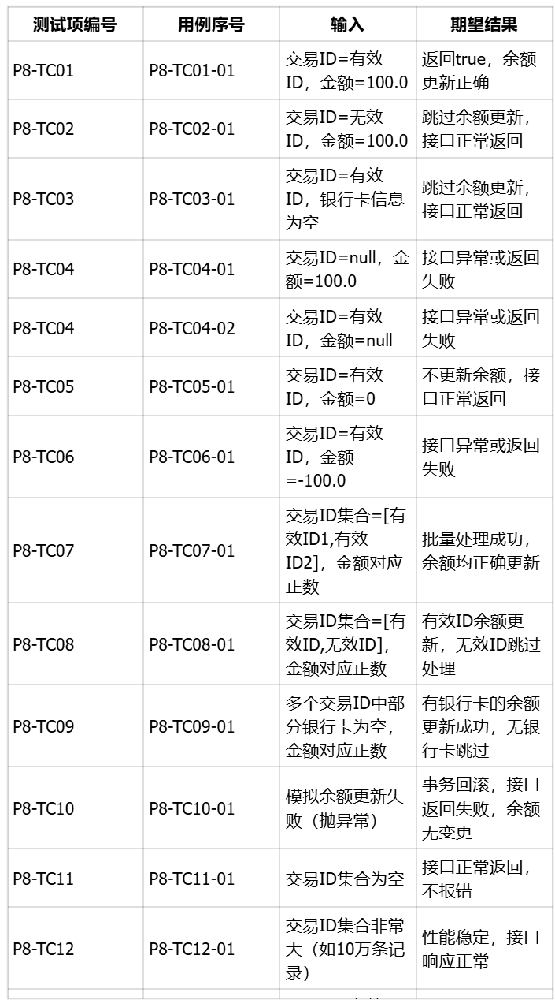 测试项编号 用例序号 输入 期望结果
P8-TC01 P8-TC01-01 交易ID=有效 返回true，余额
ID，金额=100.0 更新正确
P8-TC02 P8-TC02-01 交易ID=无效 跳过余额更新，
ID，金额=100.0 接口正常返回
P8-TC03 P8-TC03-01 交易ID=有效 跳过余额更新，
ID，银行卡信息 接口正常返回
为空
P8-TC04 P8-TC04-01 交易ID=null，金 接口异常或返回
额=100.0 失败
P8-TC04 P8-TC04-02 交易ID=有效 接口异常或返回
ID，金额=null 失败
P8-TC05 P8-TC05-01 交易ID=有效 不更新余额，接
ID，金额=0 口正常返回
P8-TC06 P8-TC06-01 交易ID=有效 接口异常或返回
ID，金额 失败
=-100.0
P8-TC07 P8-TC07-01 交易ID集合=[有 批量处理成功，
效ID1,有效 余额均正确更新
ID2]，金额对应
正数
P8-TC08 P8-TC08-01 交易ID集合=[有 有效ID余额更
效ID,无效ID]， 新，无效ID跳过
金额对应正数 处理
P8-TC09 P8-TC09-01 多个交易ID中部 有银行卡的余额
分银行卡为空， 更新成功，无银
金额对应正数 行卡跳过
P8-TC10 P8-TC10-01 模拟余额更新失 事务回滚，接口
败（抛异常） 返回失败，余额
无变更
P8-TC11 P8-TC11-01 交易ID集合为空 接口正常返回，
不报错
P8-TC12 P8-TC12-01 交易ID集合非常 性能稳定，接口
大（如10万条记 响应正常
录）